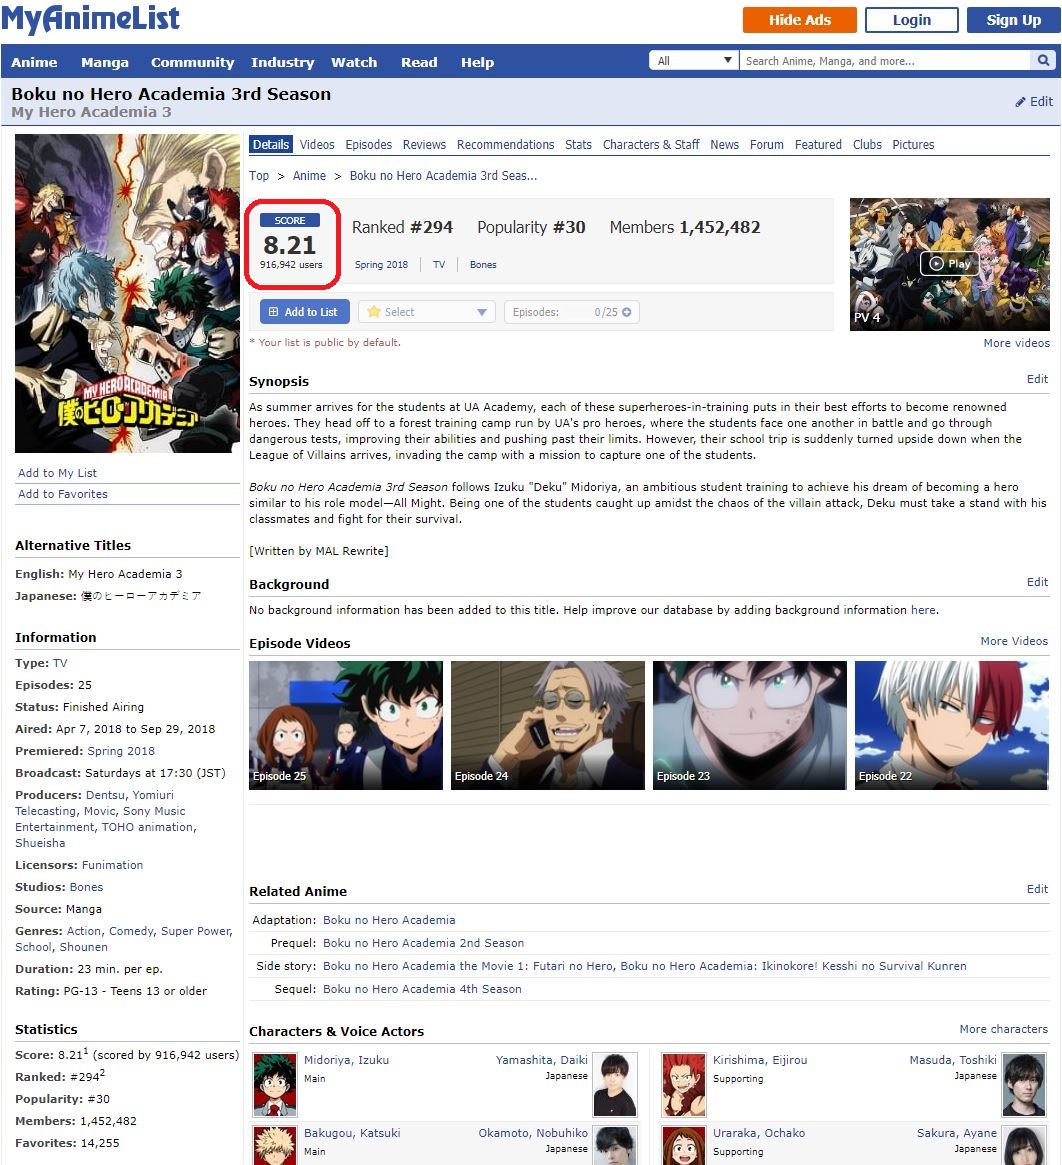 MyAnimeList
Hide Ads
Login
Sign Up
Anime
Manga
Community
Industry
Watch
Read
Help
All
Search Anime, Manga, and more...
Boku no Hero Academia 3rd Season
My Hero Academia 3
Edit
MY HERO ACADEMIA
僕のヒーローアカデミア
Add to My List
Add to Favorites
Alternative Titles
English: My Hero Academia 3
Japanese: 僕のヒーローアカデミア
Information
Type: TV
Episodes: 25
Status: Finished Airing
Aired: Apr 7, 2018 to Sep 29, 2018
Premiered: Spring 2018
Broadcast: Saturdays at 17:30 (JST)
Producers: Dentsu, Yomiuri
Telecasting, Movic, Sony Music
Entertainment, TOHO animation,
Shueisha
Licensors: Funimation
Studios: Bones
Source: Manga
Genres: Action, Comedy, Super Power,
School, Shounen
Duration: 23 min. per ep.
Rating: PG-13 - Teens 13 or older
Statistics
Score: 8.21¹ (scored by 916,942 users)
Ranked: #294²
Popularity: #30
Members: 1,452,482
Favorites: 14,255
Details Videos Episodes Reviews Recommendations Stats Characters & Staff News Forum Featured Clubs Pictures
Top > Anime > Boku no Hero Academia 3rd Seas...
SCORE
8.21
916,942 users
Ranked #294 Popularity #30 Members 1,452,482
Spring 2018 TV Bones
Add to List
Select
Episodes: 0/25
* Your list is public by default.
Play
PV 4
More videos
Synopsis
Edit
As summer arrives for the students at UA Academy, each of these superheroes-in-training puts in their best efforts to become renowned
heroes. They head off to a forest training camp run by UA's pro heroes, where the students face one another in battle and go through
dangerous tests, improving their abilities and pushing past their limits. However, their school trip is suddenly turned upside down when the
League of Villains arrives, invading the camp with a mission to capture one of the students.
Boku no Hero Academia 3rd Season follows Izuku "Deku" Midoriya, an ambitious student training to achieve his dream of becoming a hero
similar to his role model—All Might. Being one of the students caught up amidst the chaos of the villain attack, Deku must take a stand with his
classmates and fight for their survival.
[Written by MAL Rewrite]
Background
Edit
No background information has been added to this title. Help improve our database by adding background information here.
Episode Videos
More Videos
Episode 25
Episode 24
Episode 23
Episode 22
Related Anime
Edit
Adaptation: Boku no Hero Academia
Prequel: Boku no Hero Academia 2nd Season
Side story: Boku no Hero Academia the Movie 1: Futari no Hero, Boku no Hero Academia: Ikinokore! Kesshi no Survival Kunren
Sequel: Boku no Hero Academia 4th Season
Characters & Voice Actors
More characters
Midoriya, Izuku
Main
Yamashita, Daiki
Japanese
Kirishima, Eijirou
Supporting
Masuda, Toshiki
Japanese
Bakugou, Katsuki
Main
Okamoto, Nobuhiko
Japanese
Uraraka, Ochako
Supporting
Sakura, Ayane
Japanese